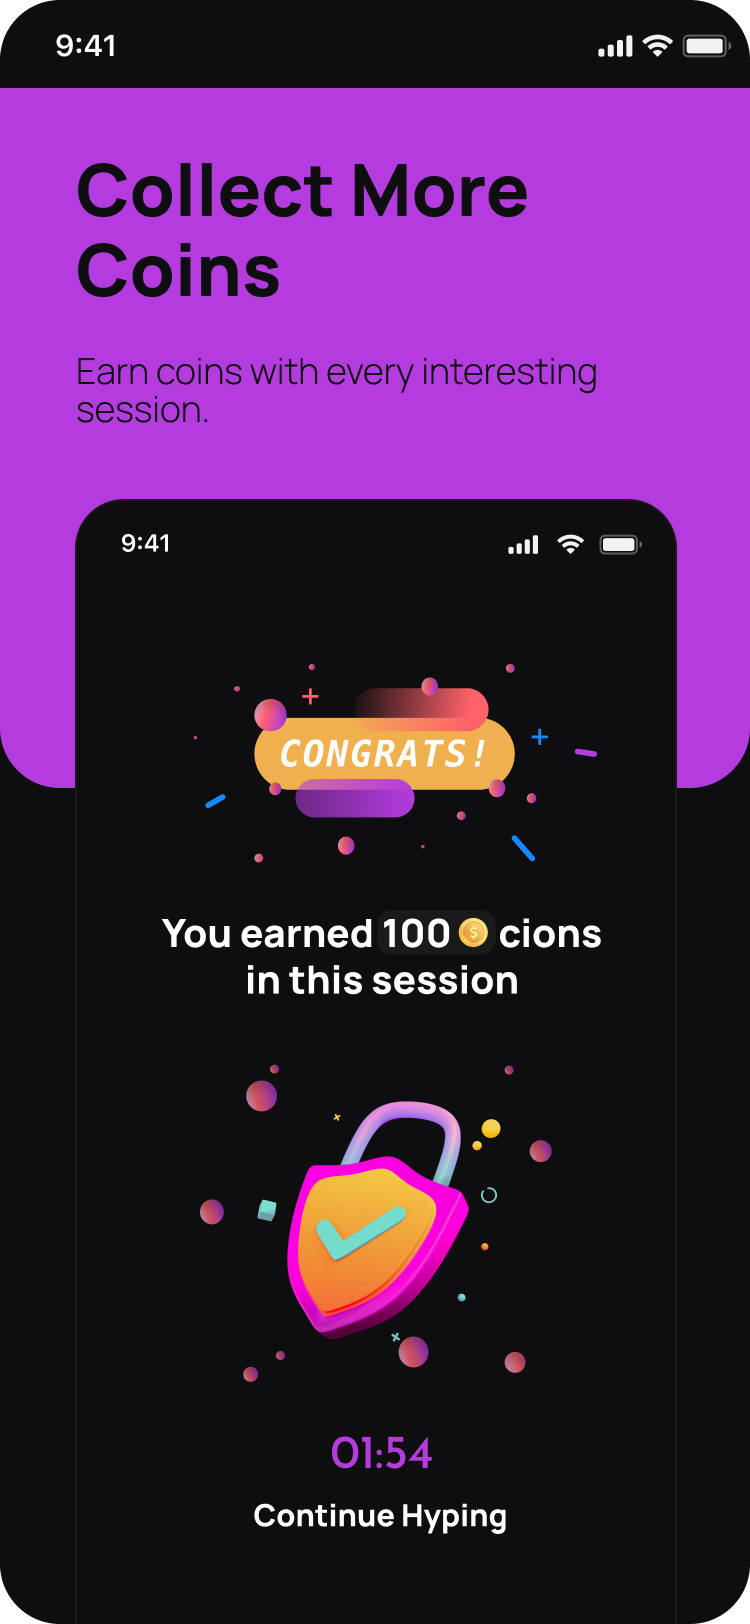 9:41
Collect More
Coins
Earn coins with every interesting
session.
9:41
CONGRATS!
You earned 100 $ cions
in this session
01:54
Continue Hyping